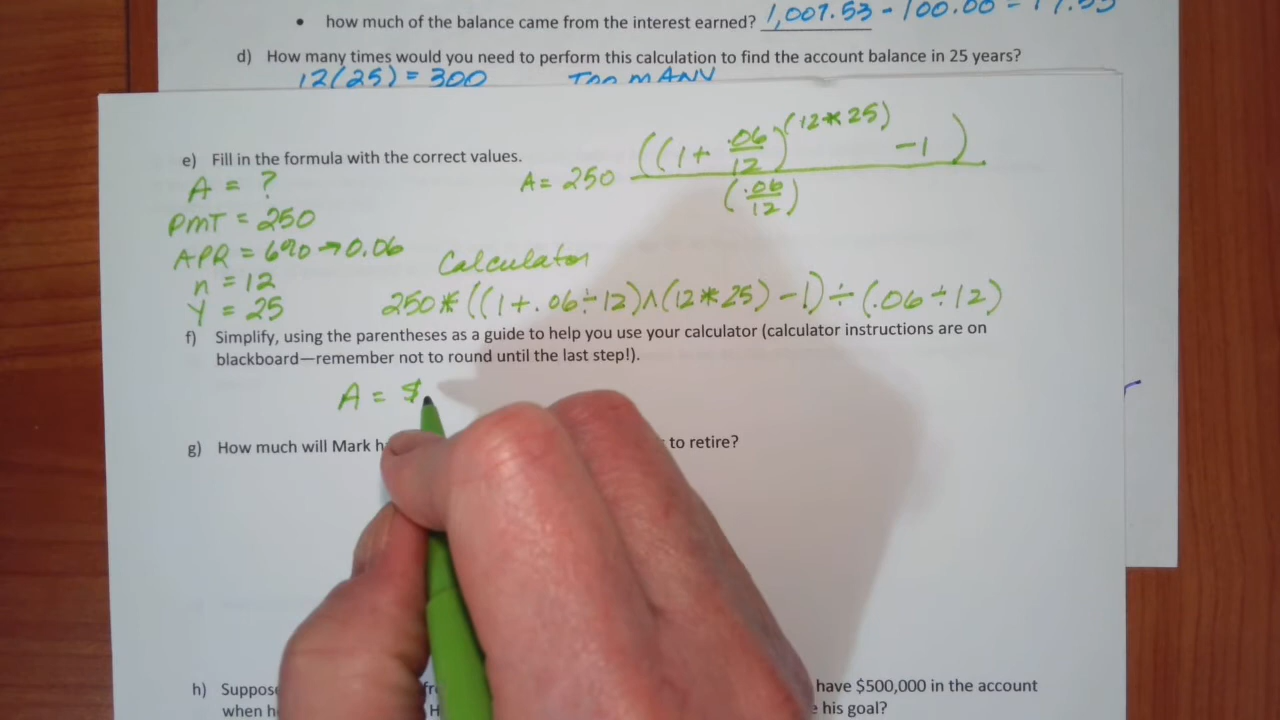 • how much of the balance came from the interest earned? 1,007.53 -
d) How many times would you need to perform this calculation to find the account balance in 25 years?
12(25) = 300 TOO MANY
e) Fill in the formula with the correct values.
A = ?
A = 250 ((1 + .06/12)^(12*25) - 1) / (.06/12)
PMT = 250
APR = 6% → 0.06
Calculator
n = 12
Y = 25
250 * ((1 + .06 ÷ 12) ^ (12 * 25) - 1) ÷ (.06 ÷ 12)
f) Simplify, using the parentheses as a guide to help you use your calculator (calculator instructions are on
blackboard—remember not to round until the last step!).
A = $
g) How much will Mark to retire?
h) have $500,000 in the account
when his goal?